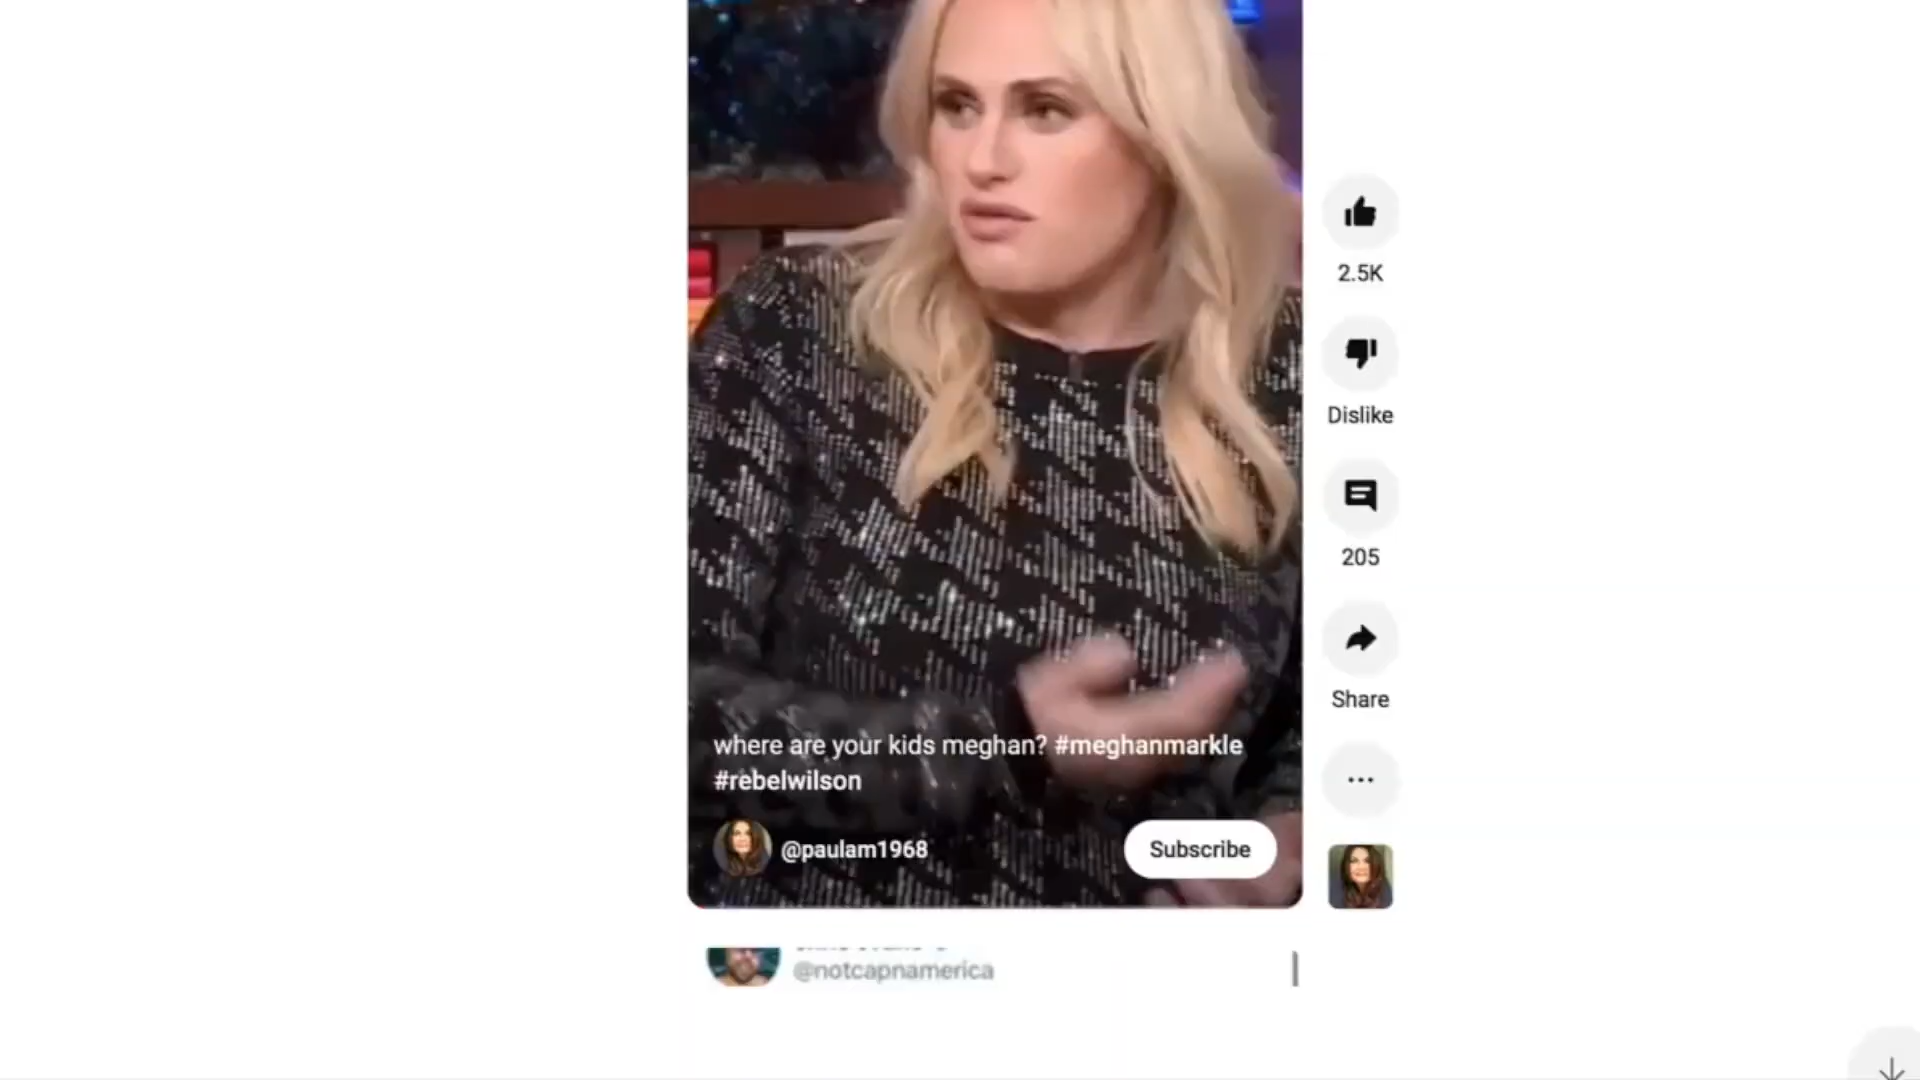 2.5K
Dislike
205
Share
where are your kids meghan? #meghanmarkle
#rebelwilson
@paulam1968
Subscribe
@notcapnamerica